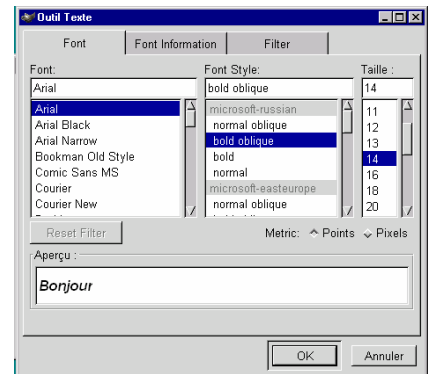 Outil Texte
Font
Font Information
Filter
Font:
Font Style:
Taille :
Arial
bold oblique
14
Arial
Arial Black
Arial Narrow
Bookman Old Style
Comic Sans MS
Courier
Courier New
microsoft-russian
normal oblique
bold oblique
bold
normal
microsoft-easteurope
normal oblique
11
12
13
14
16
18
20
Reset Filter
Metric:
Points
Pixels
Aperçu :
Bonjour
OK
Annuler